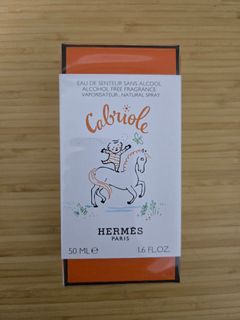 EAU DE SENTEUR SANS ALCOOL
ALCOHOL FREE FRAGRANCE
VAPORISATEUR . NATURAL SPRAY
Cabriole
HERMÈS
PARIS
50 ML ℮ 1.6 FL.OZ.